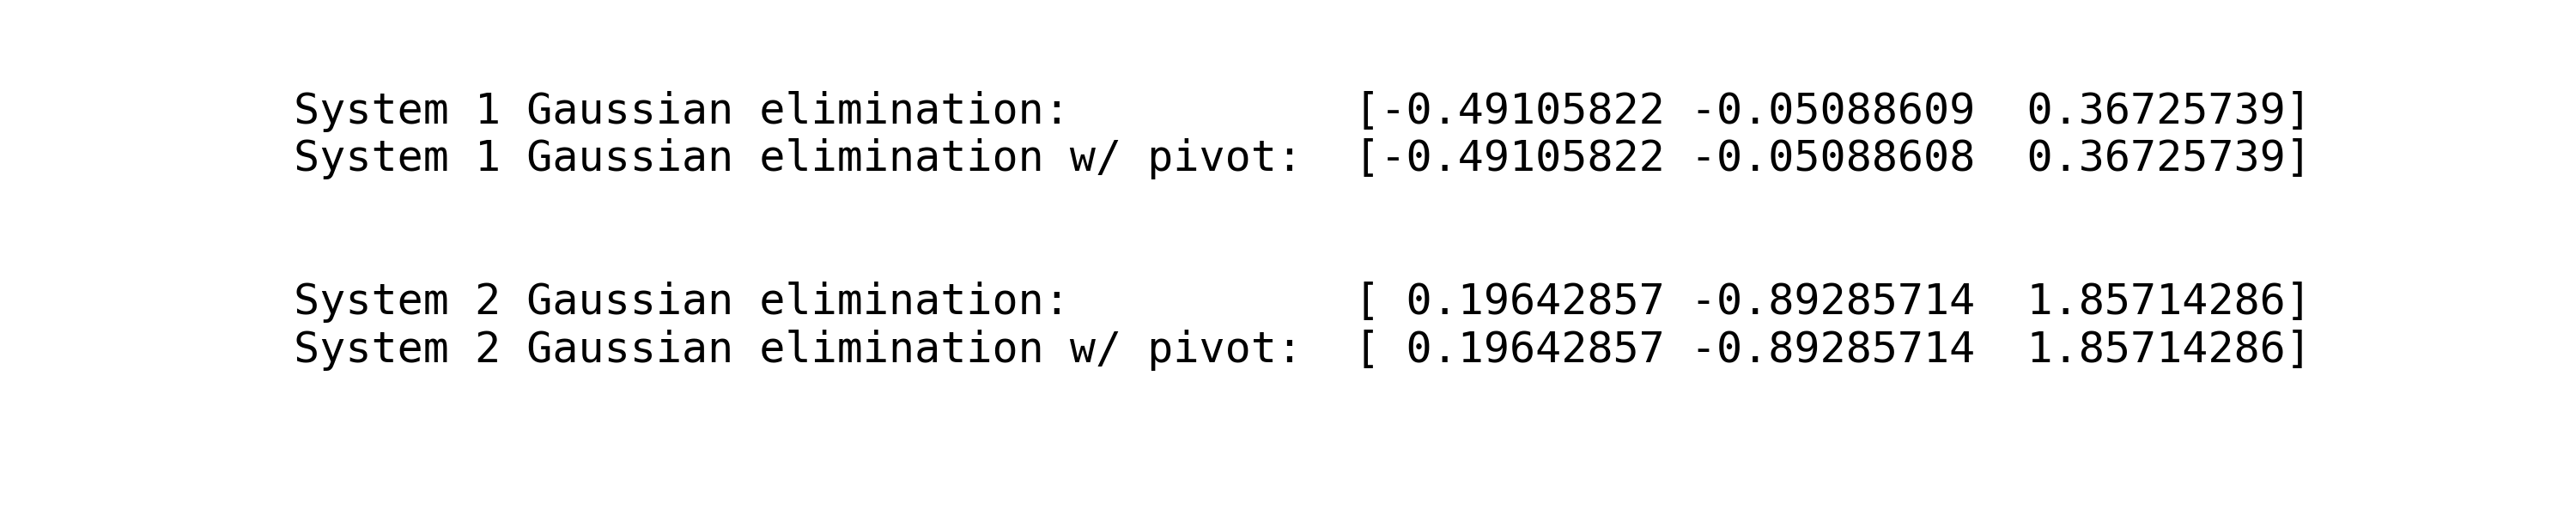 System 1 Gaussian elimination:           [-0.49105822 -0.05088609  0.36725739]
System 1 Gaussian elimination w/ pivot:  [-0.49105822 -0.05088608  0.36725739]
System 2 Gaussian elimination:           [ 0.19642857 -0.89285714  1.85714286]
System 2 Gaussian elimination w/ pivot:  [ 0.19642857 -0.89285714  1.85714286]